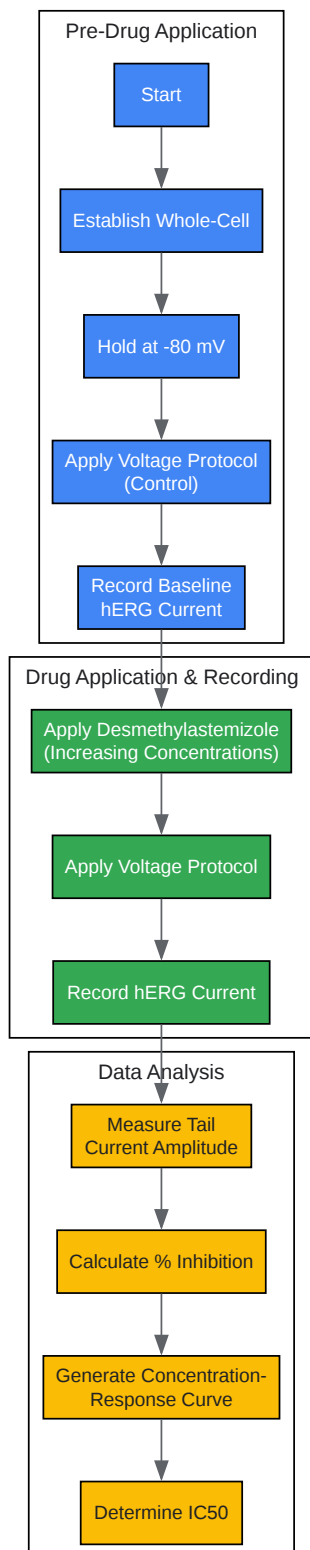 Pre-Drug Application
Start
Establish Whole-Cell
Hold at -80 mV
Apply Voltage Protocol
(Control)
Record Baseline
hERG Current
Drug Application & Recording
Apply Desmethylastemizole
(Increasing Concentrations)
Apply Voltage Protocol
Record hERG Current
Data Analysis
Measure Tail
Current Amplitude
Calculate % Inhibition
Generate Concentration-
Response Curve
Determine IC50